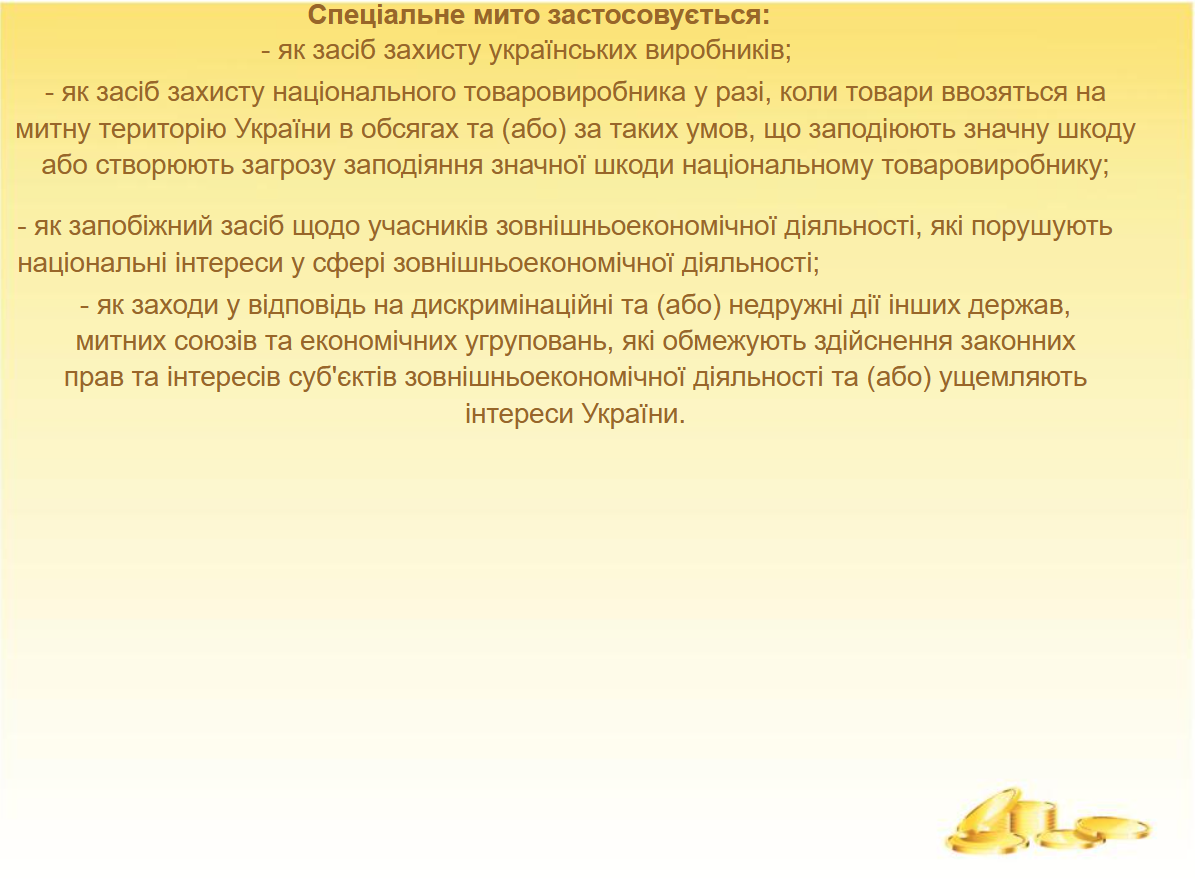 Спеціальне мито застосовується:
- як засіб захисту українських виробників;
- як засіб захисту національного товаровиробника у разі, коли товари ввозяться на
митну територію України в обсягах та (або) за таких умов, що заподіюють значну шкоду
або створюють загрозу заподіяння значної шкоди національному товаровиробнику;
- як запобіжний засіб щодо учасників зовнішньоекономічної діяльності, які порушують
національні інтереси у сфері зовнішньоекономічної діяльності;
- як заходи у відповідь на дискримінаційні та (або) недружні дії інших держав,
митних союзів та економічних угруповань, які обмежують здійснення законних
прав та інтересів суб'єктів зовнішньоекономічної діяльності та (або) ущемляють
інтереси України.